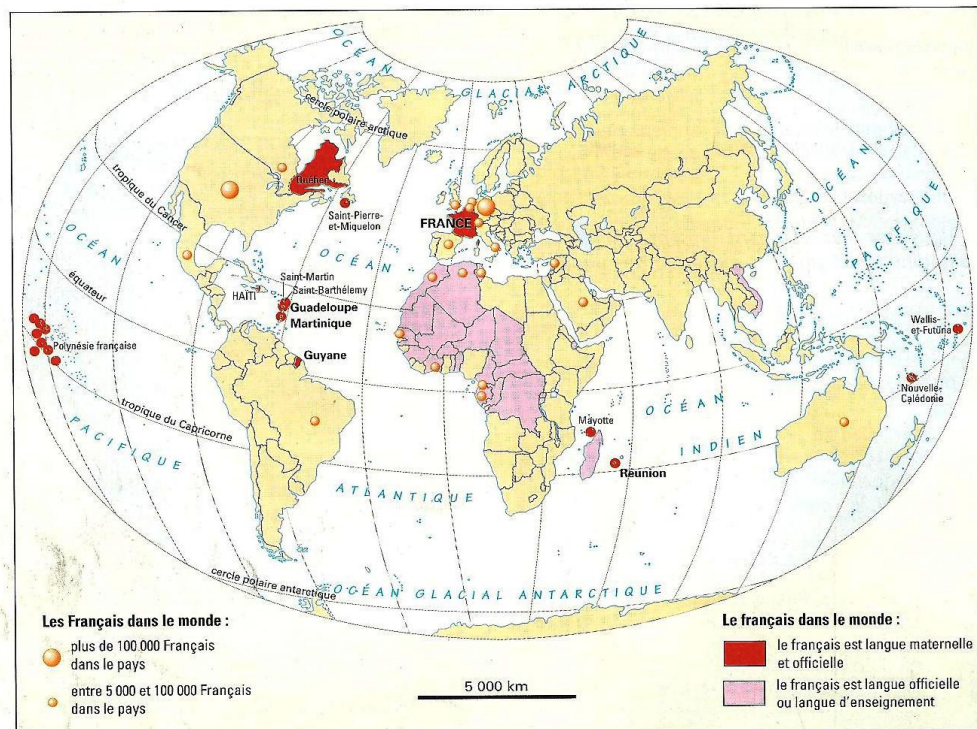 OCÉAN
GLACIAL ARCTIQUE
cercle polaire arctique
OCÉAN
PACIFIQUE
tropique du Cancer
Québec
Saint-Pierre-
et-Miquelon
FRANCE
OCÉAN
OCÉAN
équateur
Saint-Martin
Saint-Barthélemy
HAÏTI
Guadeloupe
Martinique
Guyane
Polynésie française
Wallis-
et-Futuna
Nouvelle-
Calédonie
tropique du Capricorne
PACIFIQUE
ATLANTIQUE
OCÉAN
INDIEN
Mayotte
Réunion
cercle polaire antarctique
OCÉAN GLACIAL ANTARCTIQUE
Les Français dans le monde :
plus de 100 000 Français
dans le pays
entre 5 000 et 100 000 Français
dans le pays
5 000 km
Le français dans le monde :
le français est langue maternelle
et officielle
le français est langue officielle
ou langue d'enseignement